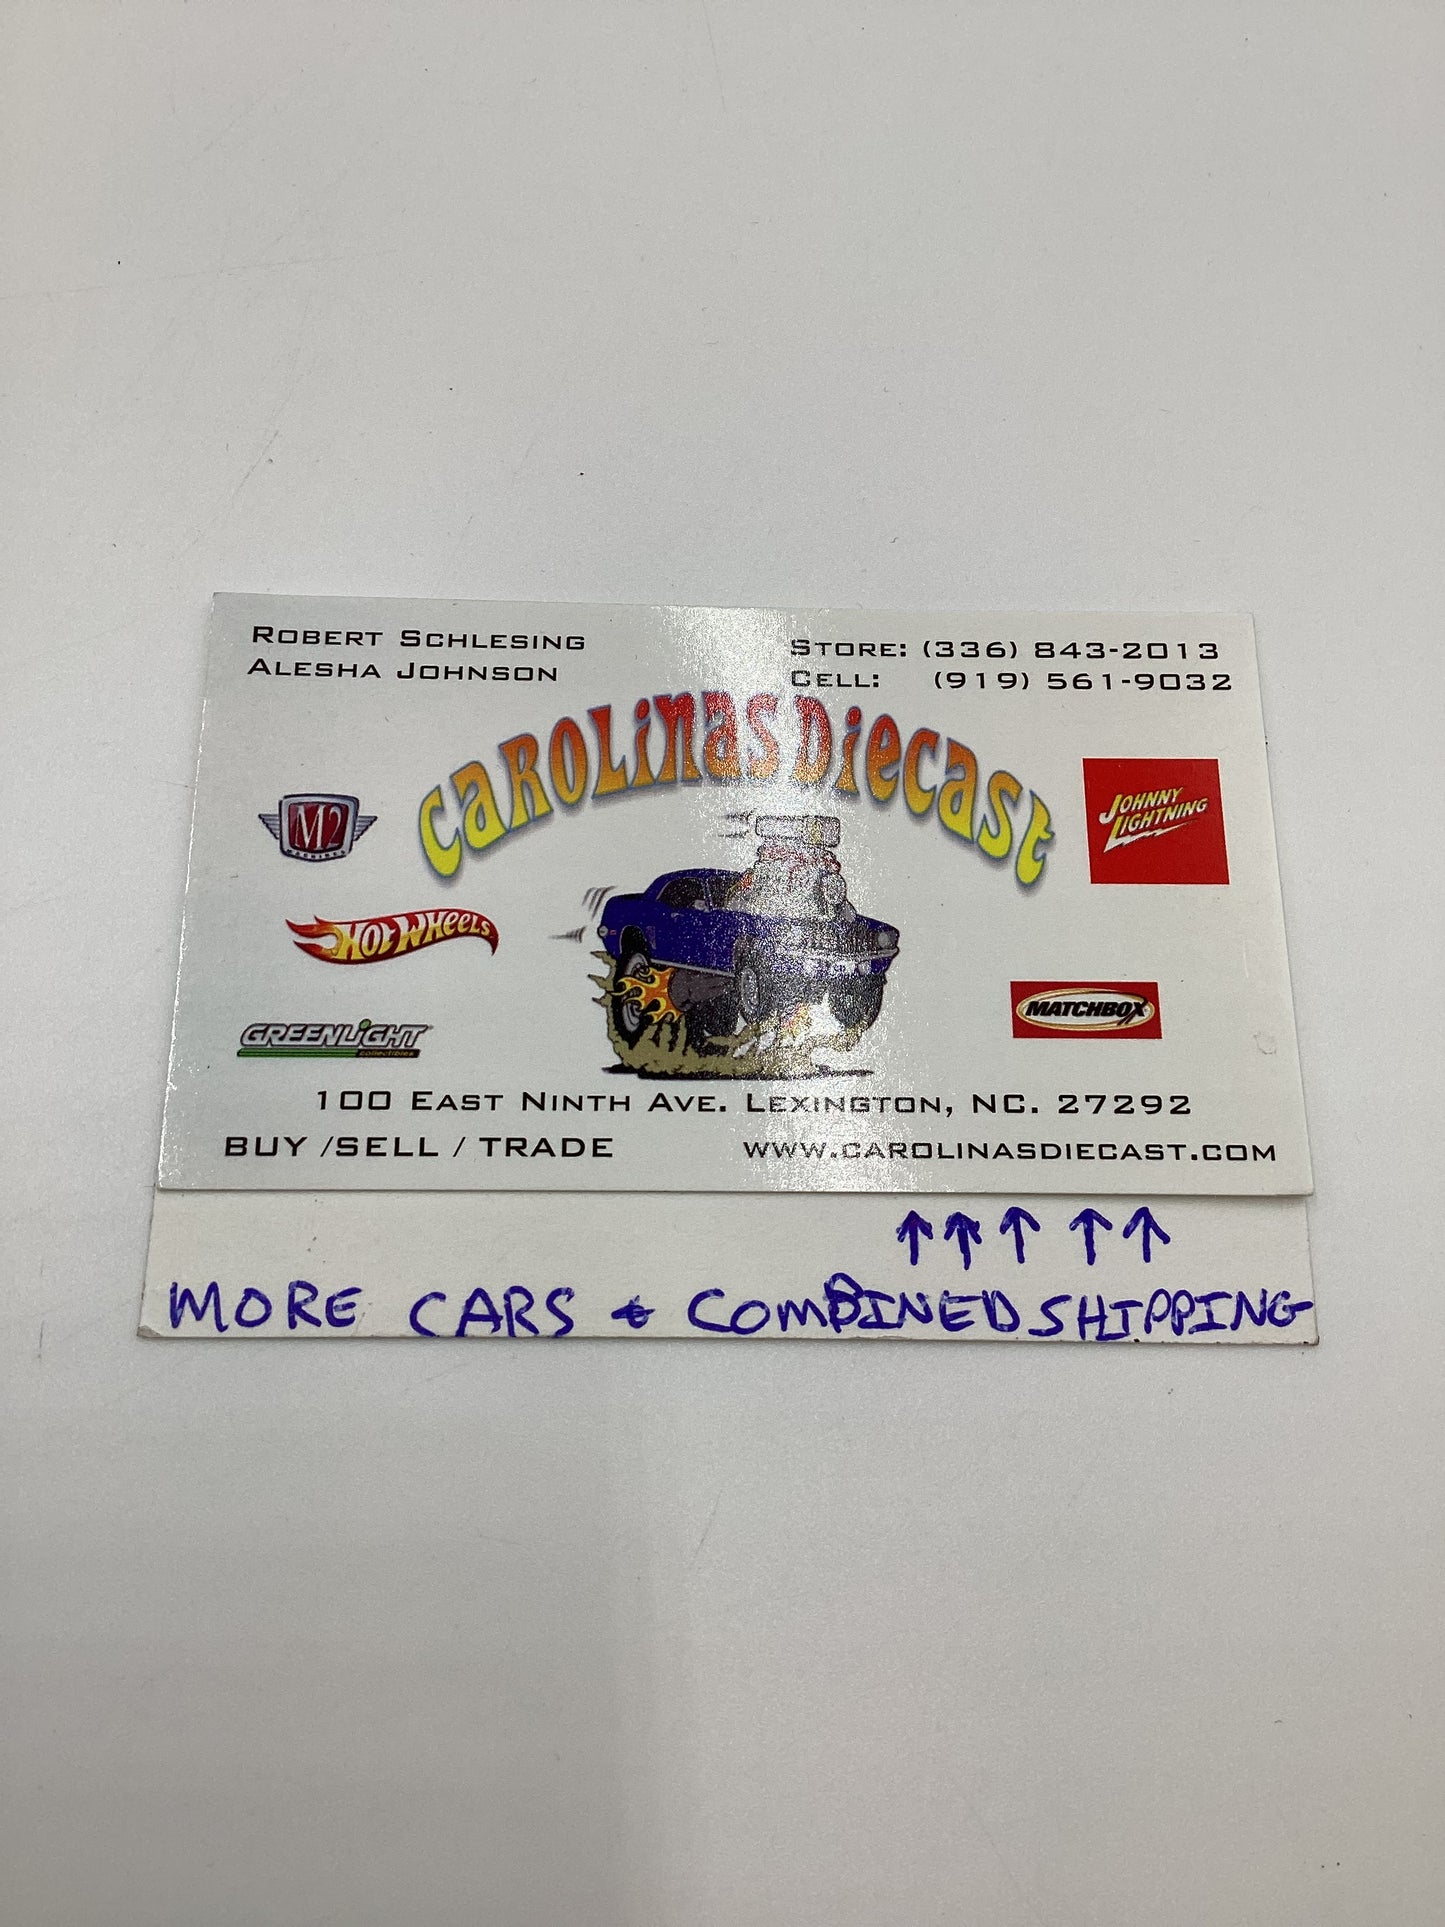 ROBERT SCHLESING
ALESHA JOHNSON
STORE: (336) 843-2013
CELL: (919) 561-9032
CAROLINAS DIECAST
M2
MACHINES
JOHNNY
LIGHTNING
HOT WHEELS
MATCHBOX
GREENLIGHT
collectibles
100 EAST NINTH AVE. LEXINGTON, NC. 27292
BUY /SELL / TRADE
WWW.CAROLINASDIECAST.COM
↑↑↑ ↑↑
MORE CARS & COMBINED SHIPPING